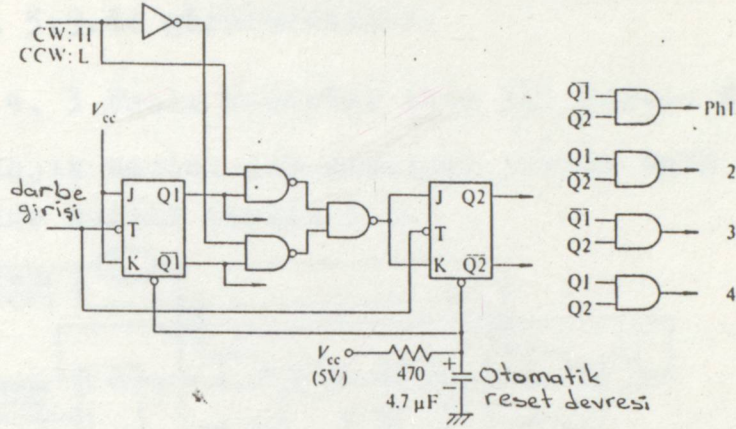 CW: H
CCW: L
Vcc
darbe
girişi
J Q1
T
K Q̅1̅
J Q2
T
K Q̅2̅
Vcc
(5V)
470
4.7 μF
+
−
Otomatik
reset devresi
Q̅1̅
Q̅2̅
Ph1
Q1
Q̅2̅
2
Q̅1̅
Q2
3
Q1
Q2
4